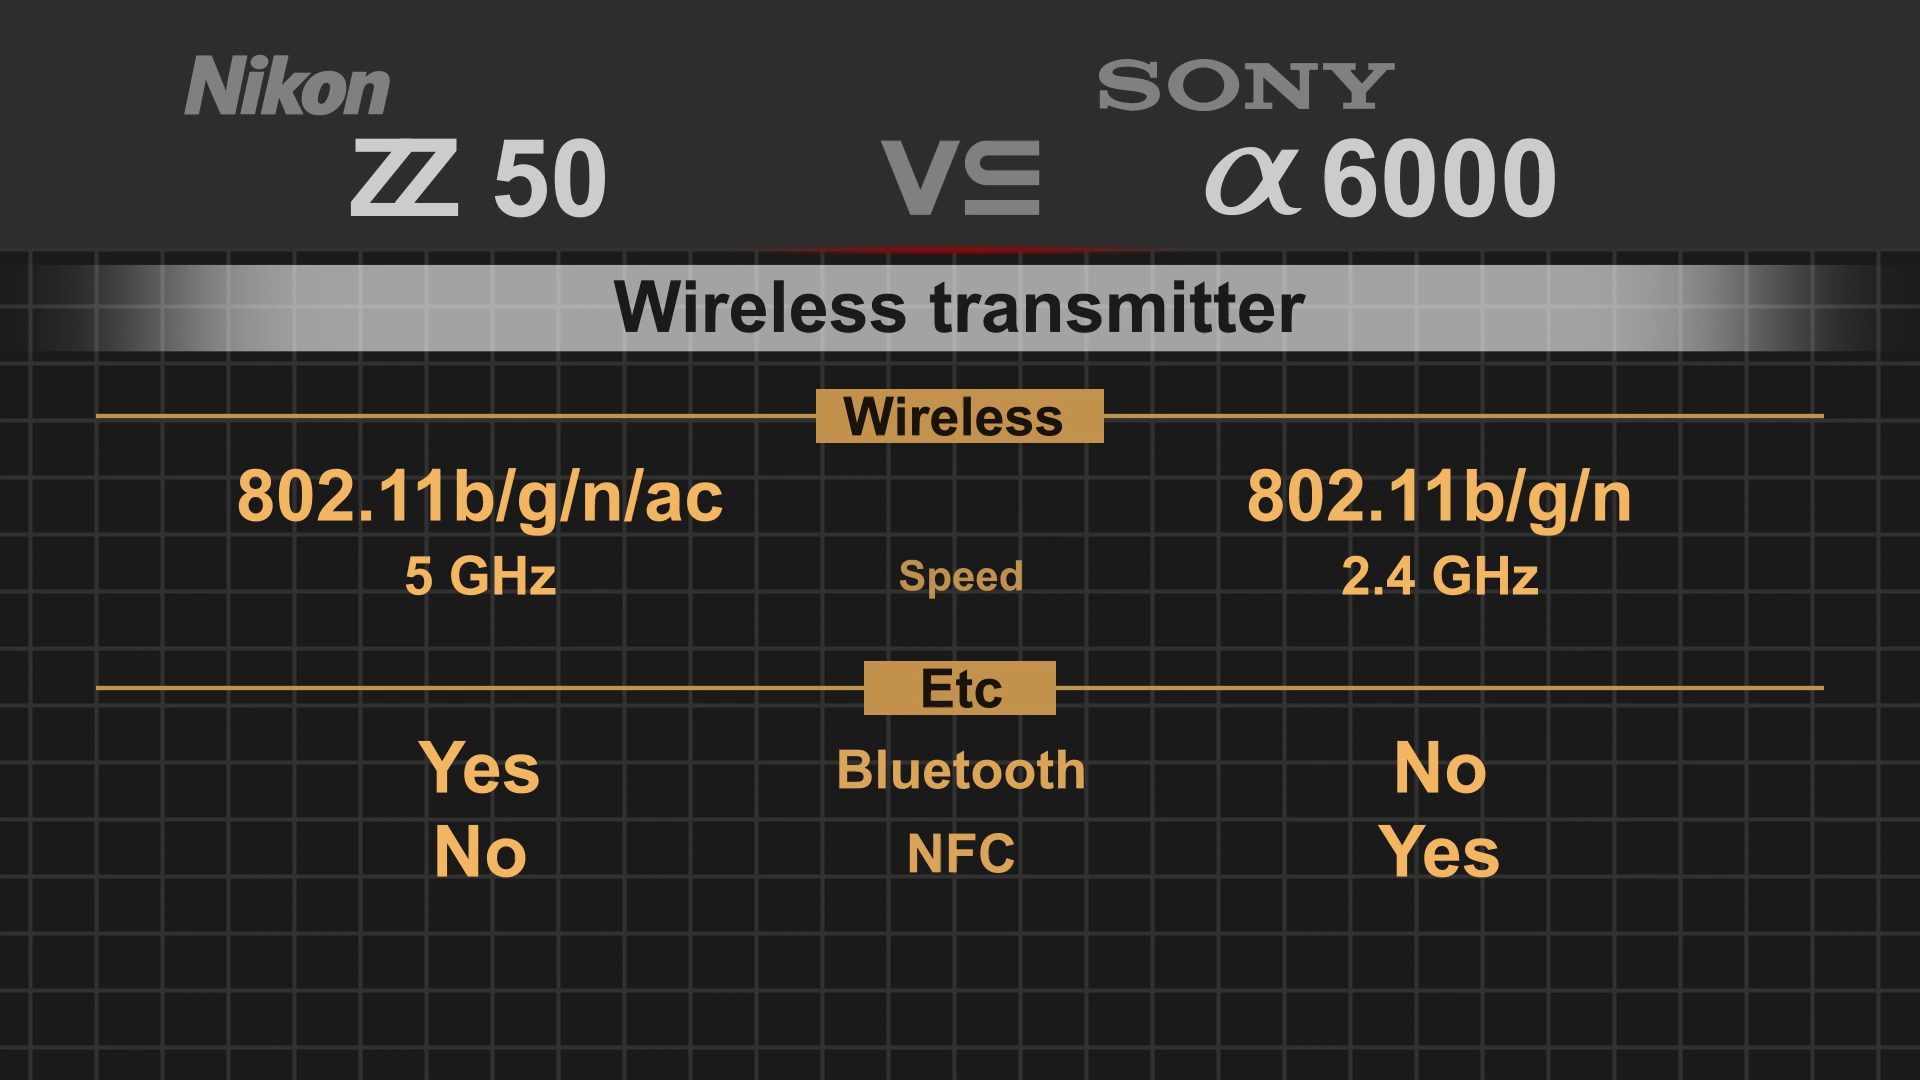 Nikon
SONY
ZZ 50
VS
α 6000
Wireless transmitter
Wireless
802.11b/g/n/ac
802.11b/g/n
5 GHz
Speed
2.4 GHz
Etc
Yes
Bluetooth
No
No
NFC
Yes